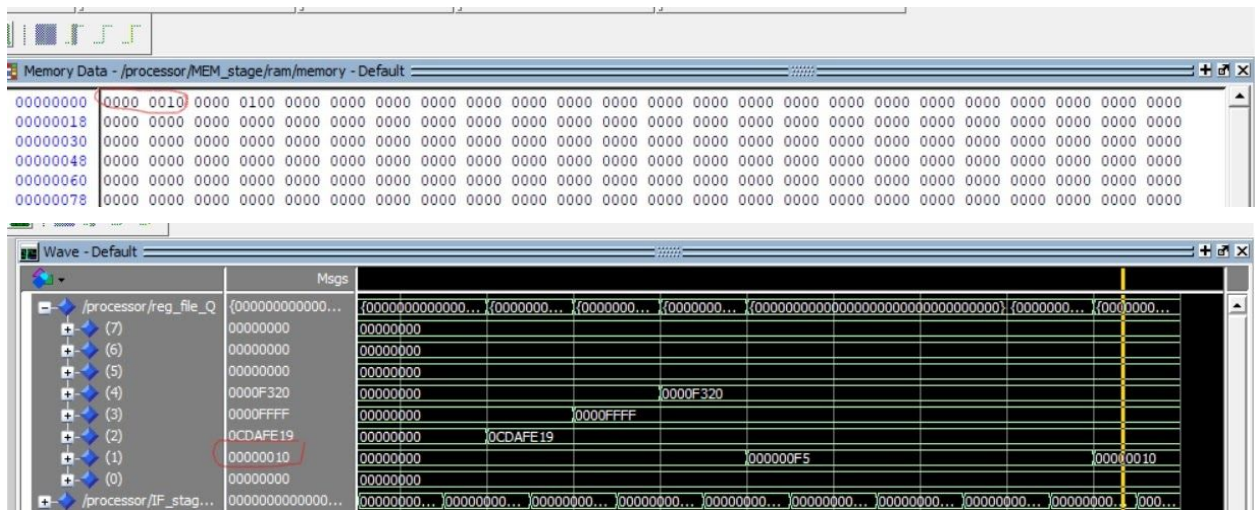 Memory Data - /processor/MEM_stage/ram/memory - Default
00000000 0000 0010 0000 0100 0000 0000 0000 0000 0000 0000 0000 0000 0000 0000 0000 0000 0000 0000 0000 0000 0000 0000 0000 0000
00000018 0000 0000 0000 0000 0000 0000 0000 0000 0000 0000 0000 0000 0000 0000 0000 0000 0000 0000 0000 0000 0000 0000 0000 0000
00000030 0000 0000 0000 0000 0000 0000 0000 0000 0000 0000 0000 0000 0000 0000 0000 0000 0000 0000 0000 0000 0000 0000 0000 0000
00000048 0000 0000 0000 0000 0000 0000 0000 0000 0000 0000 0000 0000 0000 0000 0000 0000 0000 0000 0000 0000 0000 0000 0000 0000
00000060 0000 0000 0000 0000 0000 0000 0000 0000 0000 0000 0000 0000 0000 0000 0000 0000 0000 0000 0000 0000 0000 0000 0000 0000
00000078 0000 0000 0000 0000 0000 0000 0000 0000 0000 0000 0000 0000 0000 0000 0000 0000 0000 0000 0000 0000 0000 0000 0000 0000
Wave - Default
Msgs
/processor/reg_file_Q {000000000000... {0000000000000... {0000000... {0000000... {0000000... {00000000000000000000000000000000} {0000000... {0000000...
(7) 00000000 00000000
(6) 00000000 00000000
(5) 00000000 00000000
(4) 0000F320 00000000 0000F320
(3) 0000FFFF 00000000 0000FFFF
(2) 0CDAFE19 00000000 0CDAFE19
(1) 00000010 00000000 000000F5 00000010
(0) 00000000 00000000
/processor/IF_stag... 0000000000000... 00000000... 00000000... 00000000... 00000000... 00000000... 00000000... 00000000... 00000000... 00000000... 000...